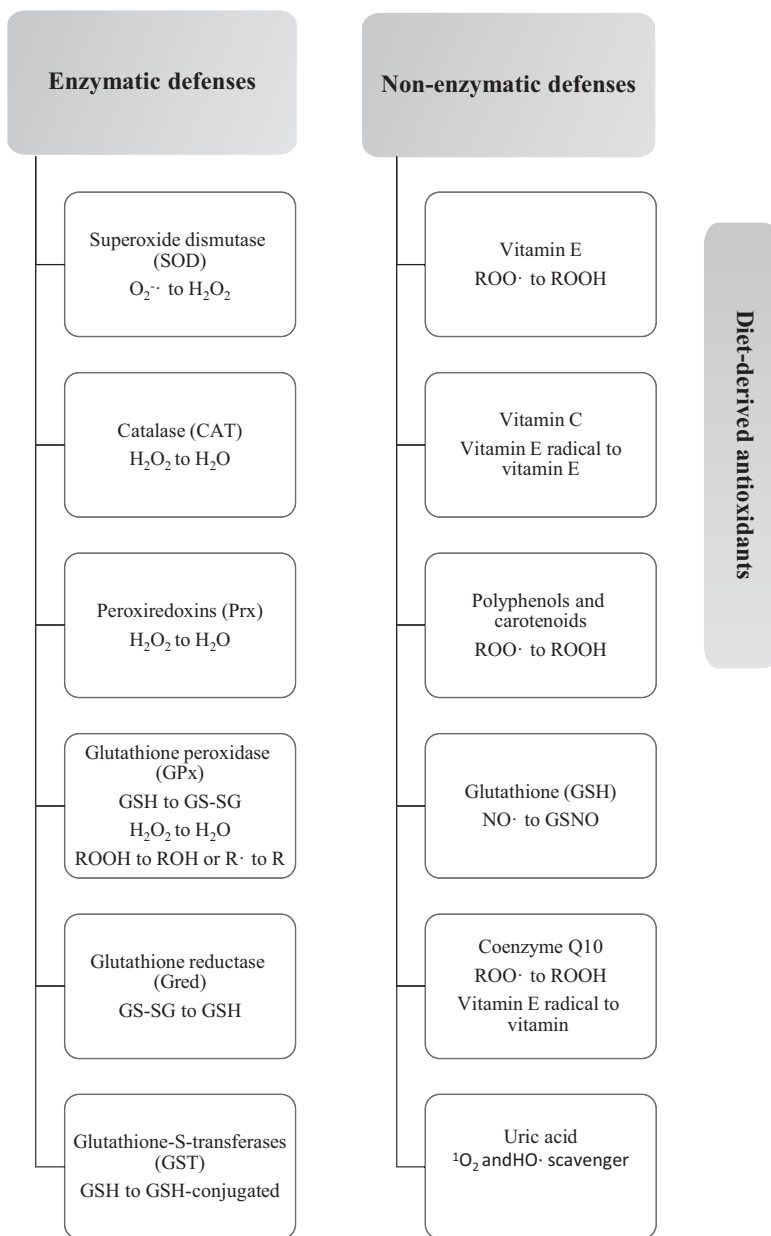 Enzymatic defenses
Superoxide dismutase
(SOD)
O₂⁻· to H₂O₂
Catalase (CAT)
H₂O₂ to H₂O
Peroxiredoxins (Prx)
H₂O₂ to H₂O
Glutathione peroxidase
(GPx)
GSH to GS-SG
H₂O₂ to H₂O
ROOH to ROH or R· to R
Glutathione reductase
(Gred)
GS-SG to GSH
Glutathione-S-transferases
(GST)
GSH to GSH-conjugated
Non-enzymatic defenses
Vitamin E
ROO· to ROOH
Vitamin C
Vitamin E radical to
vitamin E
Polyphenols and
carotenoids
ROO· to ROOH
Glutathione (GSH)
NO· to GSNO
Coenzyme Q10
ROO· to ROOH
Vitamin E radical to
vitamin
Uric acid
¹O₂ andHO· scavenger
Diet-derived antioxidants